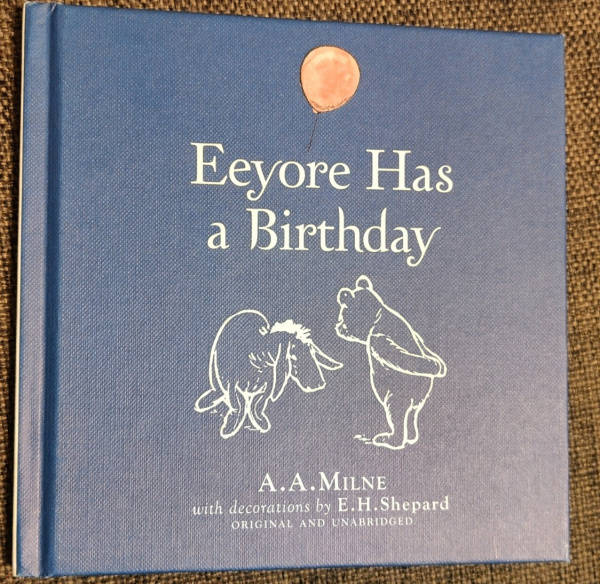 Eeyore Has
a Birthday
A.A.MILNE
with decorations by E.H.Shepard
ORIGINAL AND UNABRIDGED